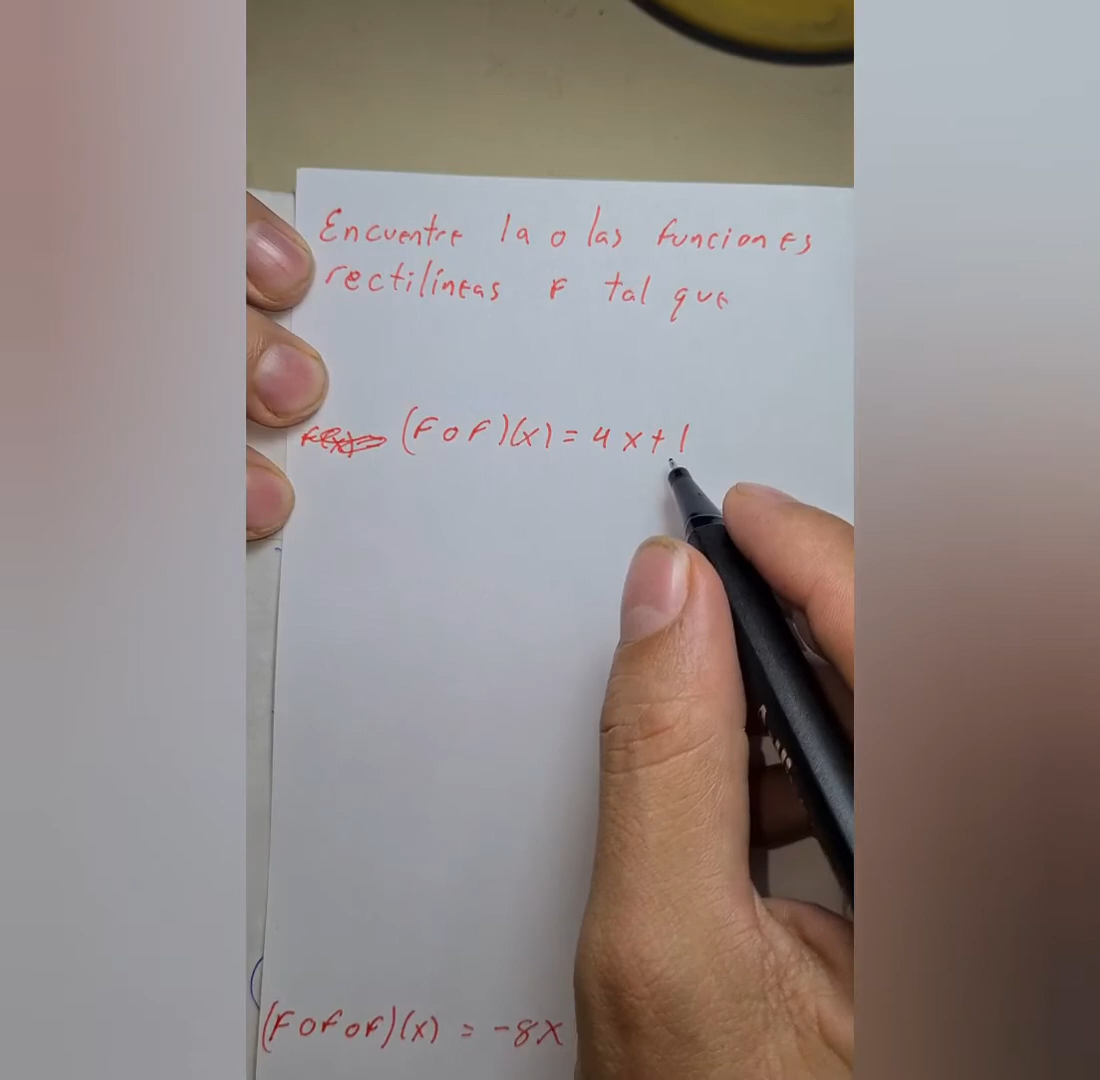 Encuentre la o las funciones
rectilíneas F tal que
(FoF)(x) = 4x+1
(FoFoF)(x) = -8x